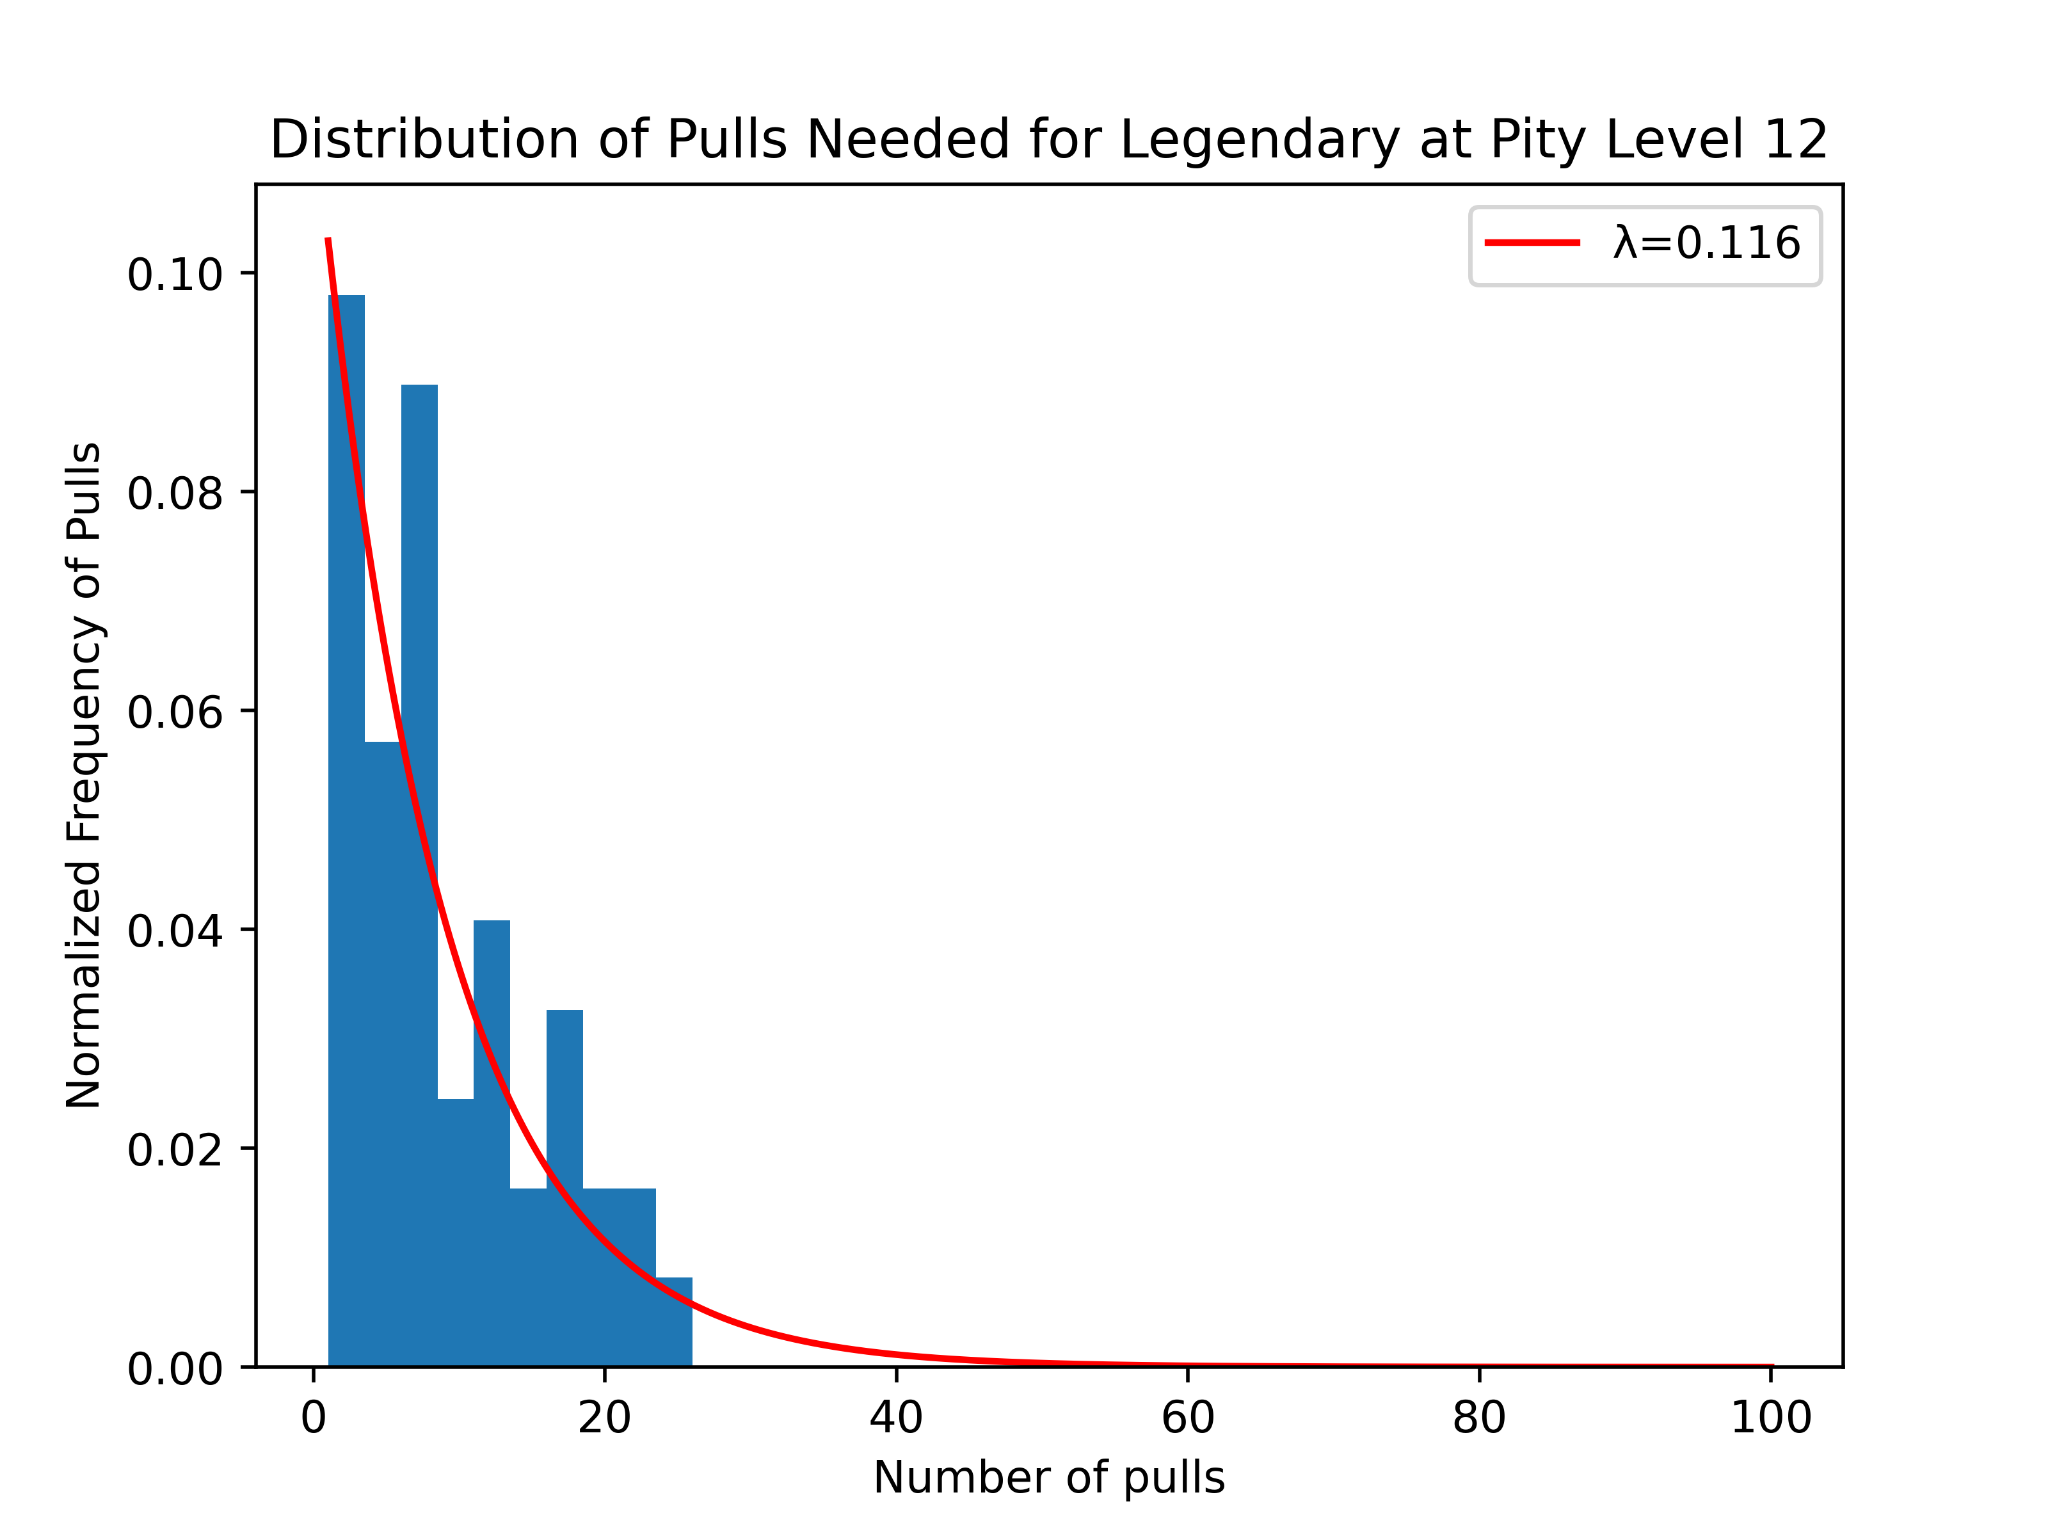 Distribution of Pulls Needed for Legendary at Pity Level 12
λ=0.116
Normalized Frequency of Pulls
0.10
0.08
0.06
0.04
0.02
0.00
0 20 40 60 80 100
Number of pulls